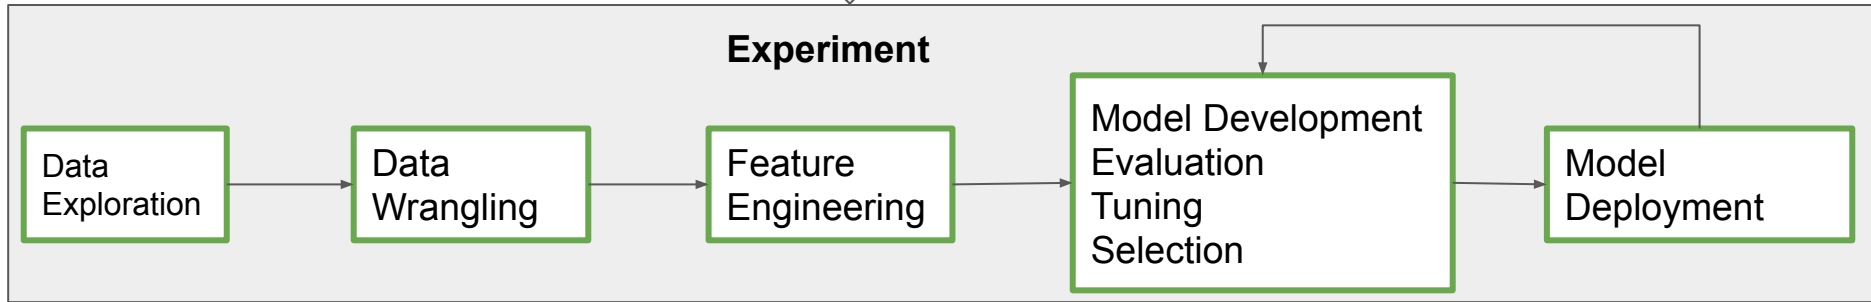 Experiment
Data
Exploration
Data
Wrangling
Feature
Engineering
Model Development
Evaluation
Tuning
Selection
Model
Deployment